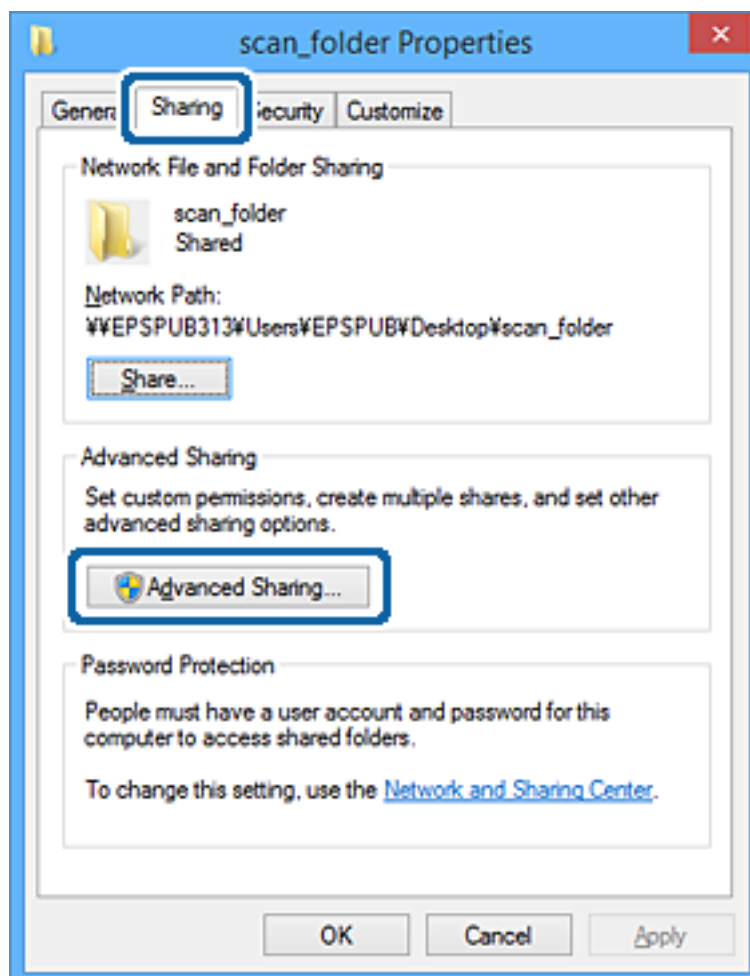 scan_folder Properties
Sharing
Customize
Network File and Folder Sharing
scan_folder
Shared
Network Path:
¥¥EPSPUB313¥Users¥EPSPUB¥Desktop¥scan_folder
Share...
Advanced Sharing
Set custom permissions, create multiple shares, and set other
advanced sharing options.
Advanced Sharing...
Password Protection
People must have a user account and password for this
computer to access shared folders.
To change this setting, use the Network and Sharing Center.
OK Cancel Apply